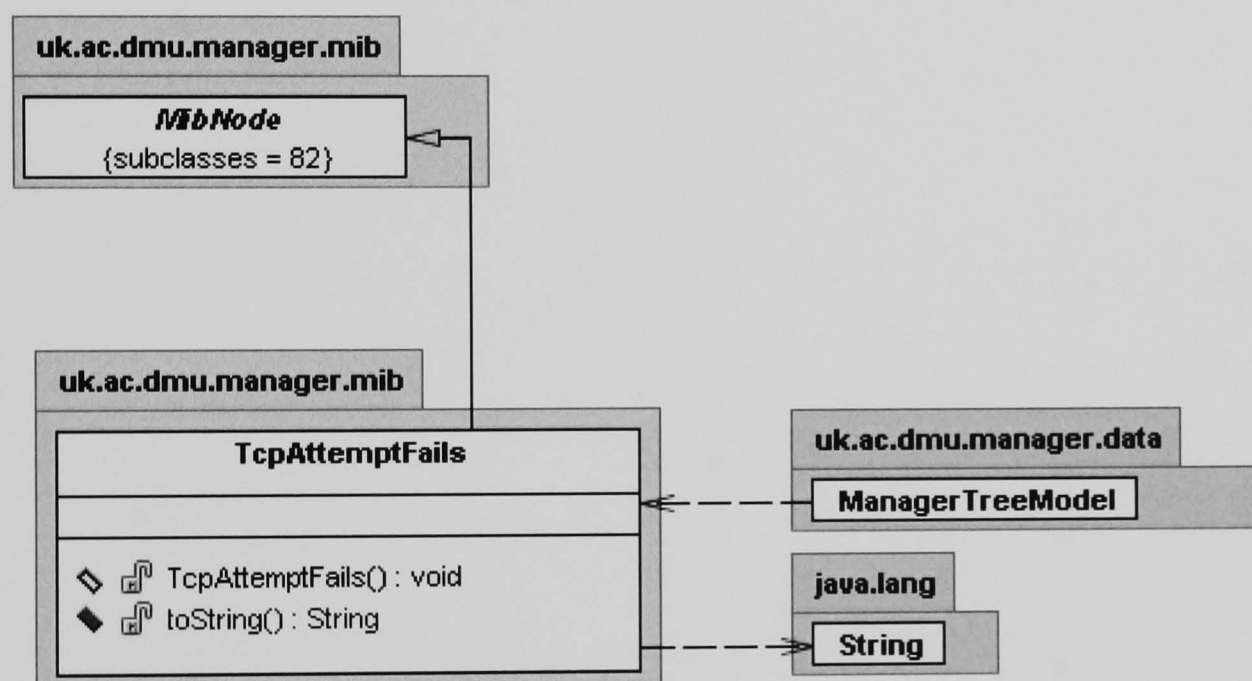 uk.ac.dmu.manager.mib
MibNode
{subclasses = 82}
uk.ac.dmu.manager.mib
TcpAttemptFails
TcpAttemptFails() : void
toString() : String
uk.ac.dmu.manager.data
ManagerTreeModel
java.lang
String